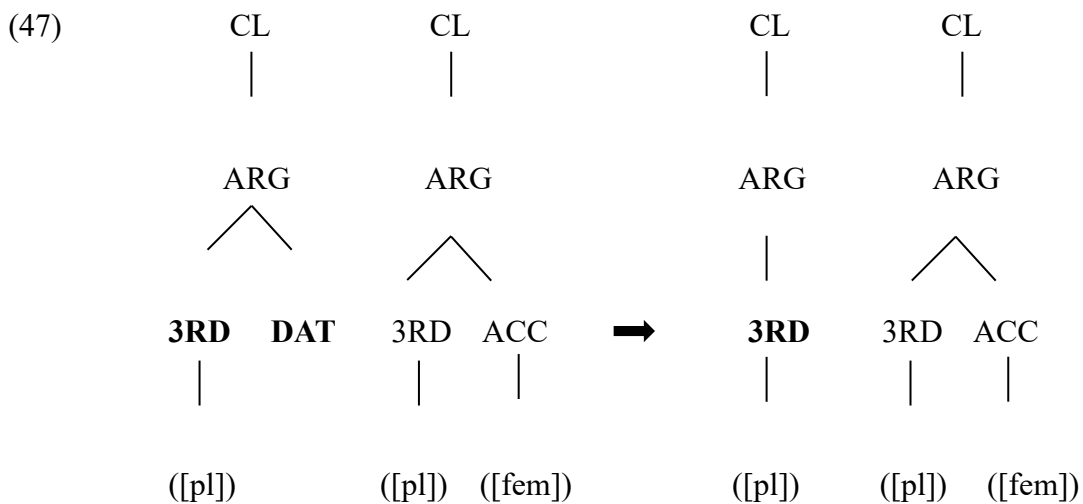 (47) CL CL CL CL
ARG ARG ARG ARG
3RD DAT 3RD ACC ➡ 3RD 3RD ACC
([pl]) ([pl]) ([fem]) ([pl]) ([pl]) ([fem])